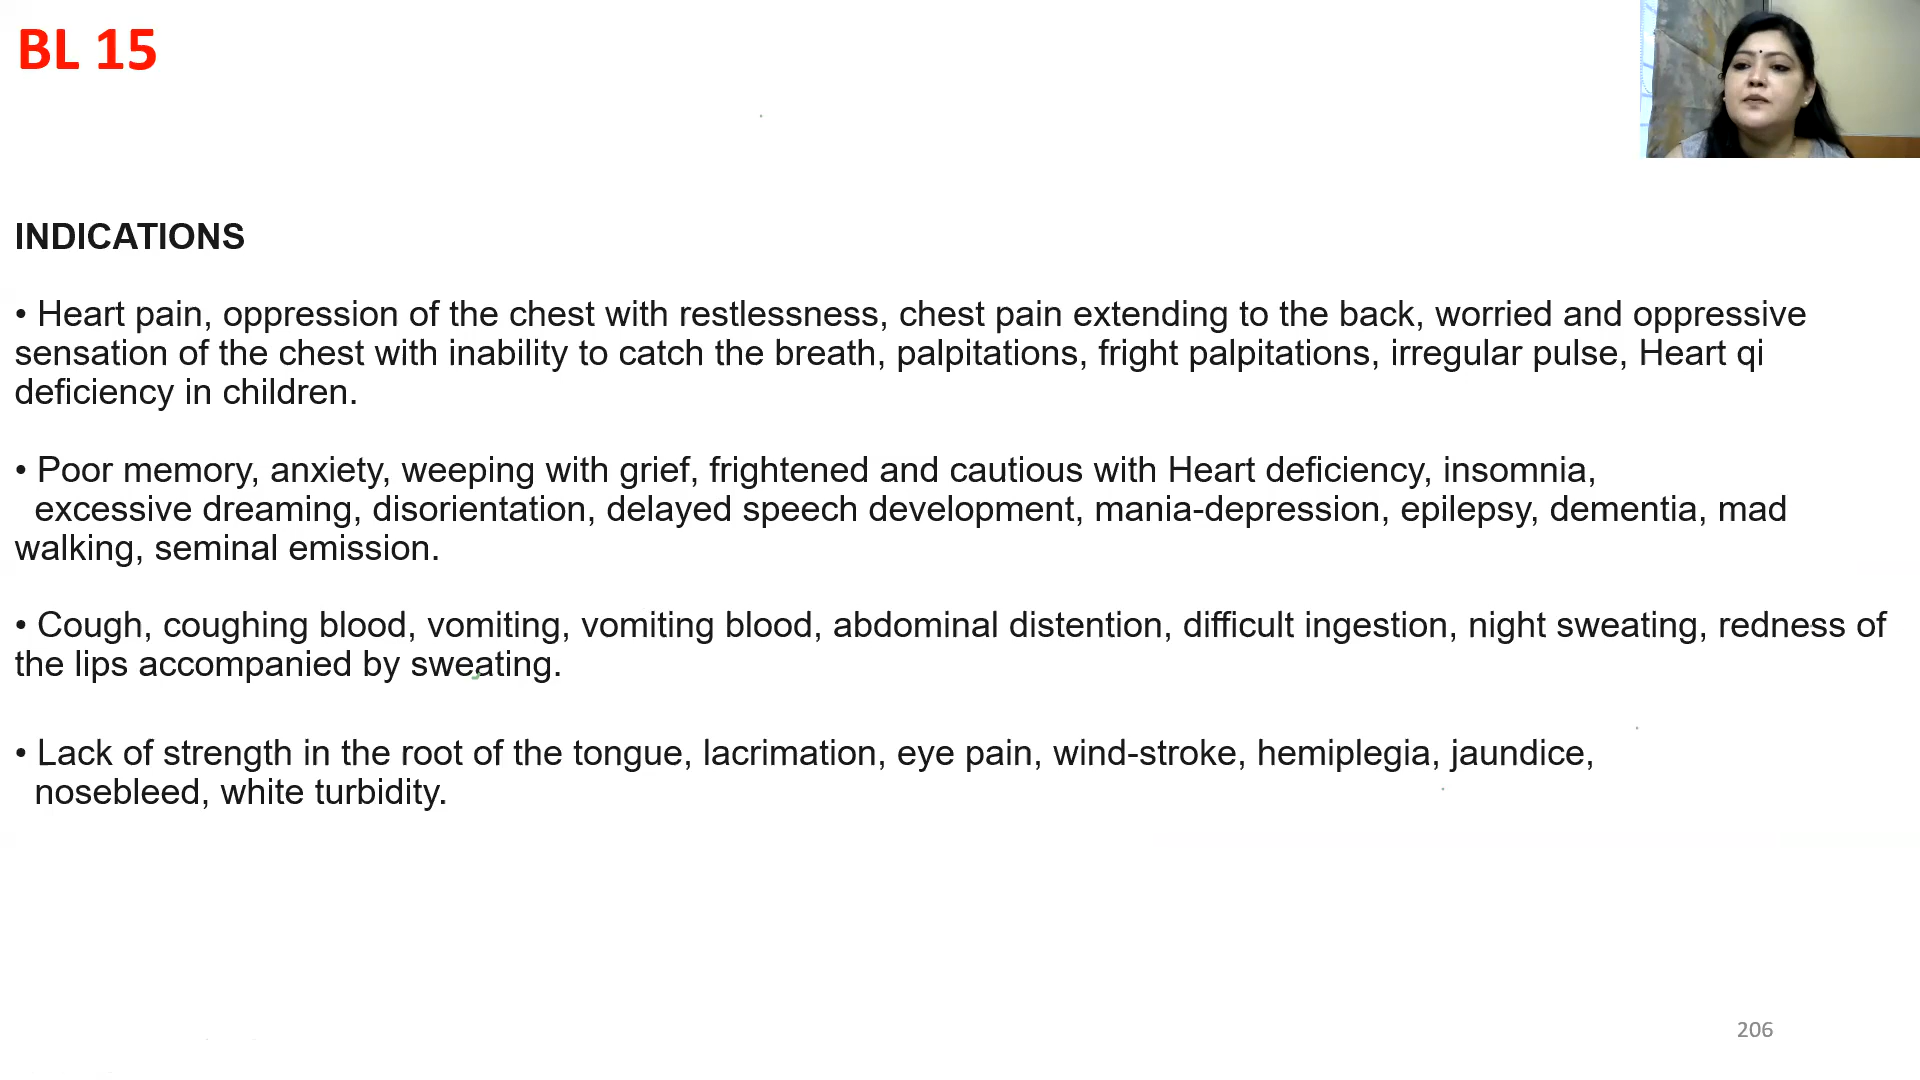 BL 15
INDICATIONS
• Heart pain, oppression of the chest with restlessness, chest pain extending to the back, worried and oppressive
sensation of the chest with inability to catch the breath, palpitations, fright palpitations, irregular pulse, Heart qi
deficiency in children.
• Poor memory, anxiety, weeping with grief, frightened and cautious with Heart deficiency, insomnia,
excessive dreaming, disorientation, delayed speech development, mania-depression, epilepsy, dementia, mad
walking, seminal emission.
• Cough, coughing blood, vomiting, vomiting blood, abdominal distention, difficult ingestion, night sweating, redness of
the lips accompanied by sweating.
• Lack of strength in the root of the tongue, lacrimation, eye pain, wind-stroke, hemiplegia, jaundice,
nosebleed, white turbidity.
206